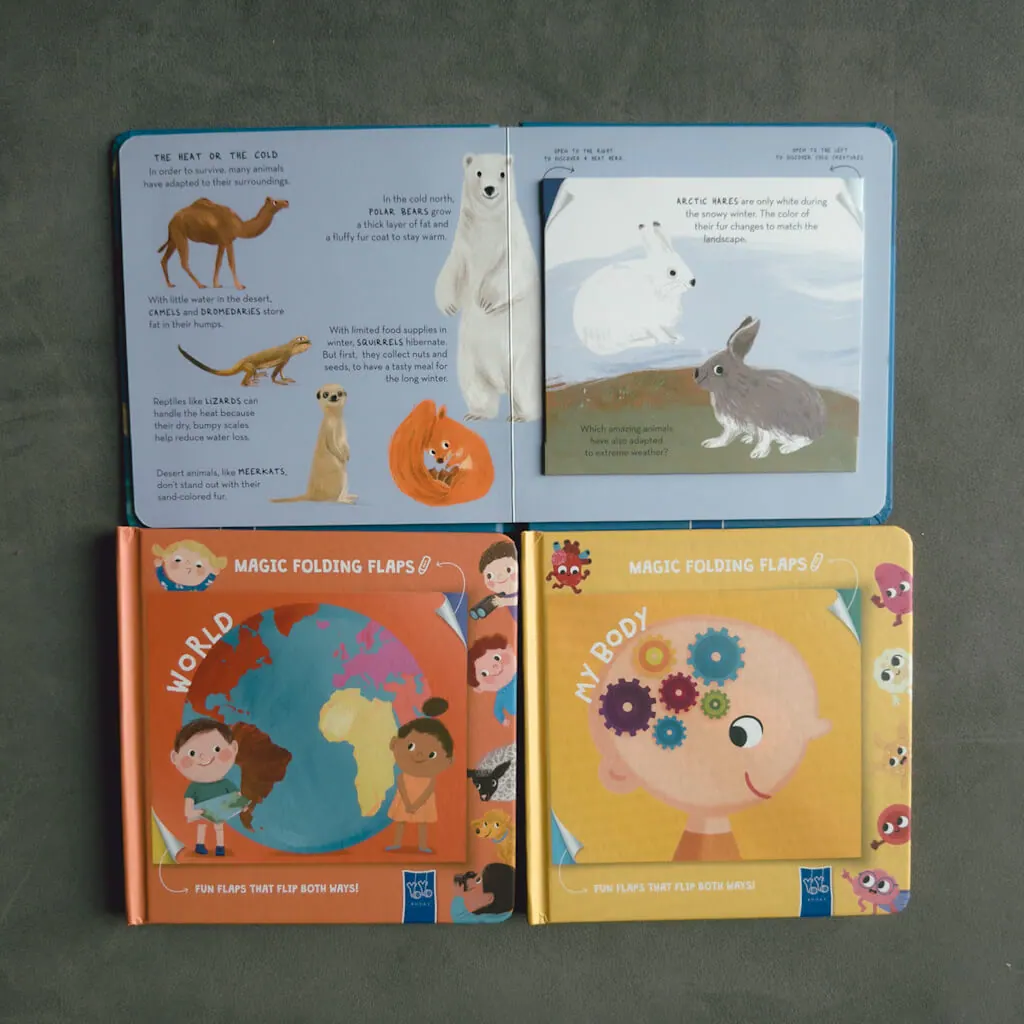 THE HEAT OR THE COLD
In order to survive, many animals
have adapted to their surroundings.
With little water in the desert,
CAMELS and DROMEDARIES store
fat in their humps.
Reptiles like LIZARDS can
handle the heat because
their dry, bumpy scales
help reduce water loss.
Desert animals, like MEERKATS,
don't stand out with their
sand-colored fur.
In the cold north,
POLAR BEARS grow
a thick layer of fat and
a fluffy fur coat to stay warm.
With limited food supplies in
winter, SQUIRRELS hibernate.
But first, they collect nuts and
seeds, to have a tasty meal for
the long winter.
OPEN TO THE RIGHT
TO DISCOVER A HEAT HERO.
OPEN TO THE LEFT
TO DISCOVER COLD CREATURES.
ARCTIC HARES are only white during
the snowy winter. The color of
their fur changes to match the
landscape.
Which amazing animals
have also adapted
to extreme weather?
MAGIC FOLDING FLAPS
WORLD
FUN FLAPS THAT FLIP BOTH WAYS!
YOYO
BOOKS
MAGIC FOLDING FLAPS
MY BODY
FUN FLAPS THAT FLIP BOTH WAYS!
YOYO
BOOKS